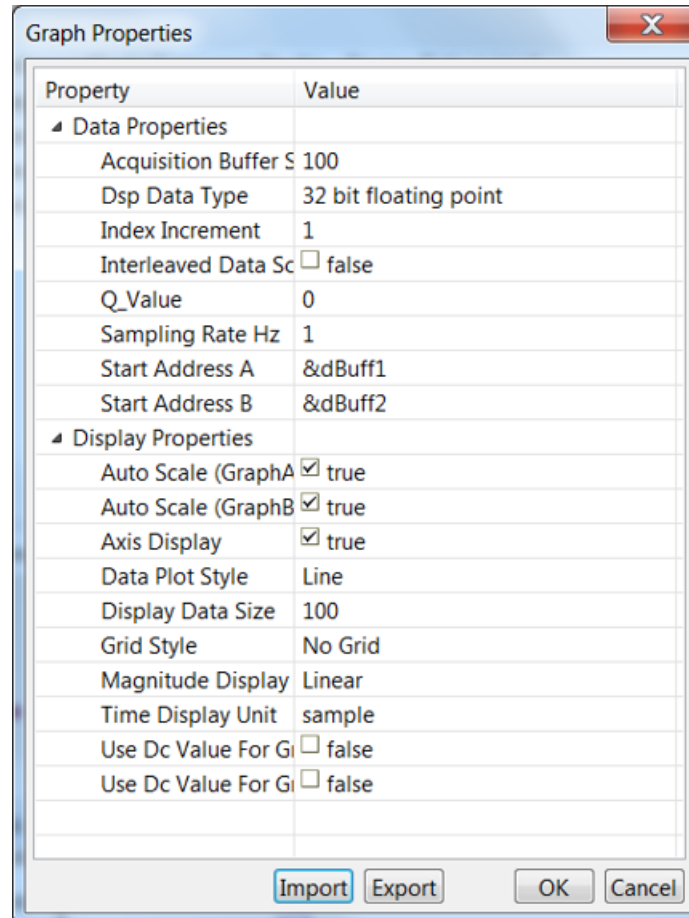 Graph Properties
Property Value
Data Properties
Acquisition Buffer S 100
Dsp Data Type 32 bit floating point
Index Increment 1
Interleaved Data Sc false
Q_Value 0
Sampling Rate Hz 1
Start Address A &dBuff1
Start Address B &dBuff2
Display Properties
Auto Scale (GraphA true
Auto Scale (GraphB true
Axis Display true
Data Plot Style Line
Display Data Size 100
Grid Style No Grid
Magnitude Display Linear
Time Display Unit sample
Use Dc Value For Gr false
Use Dc Value For Gr false
Import Export OK Cancel